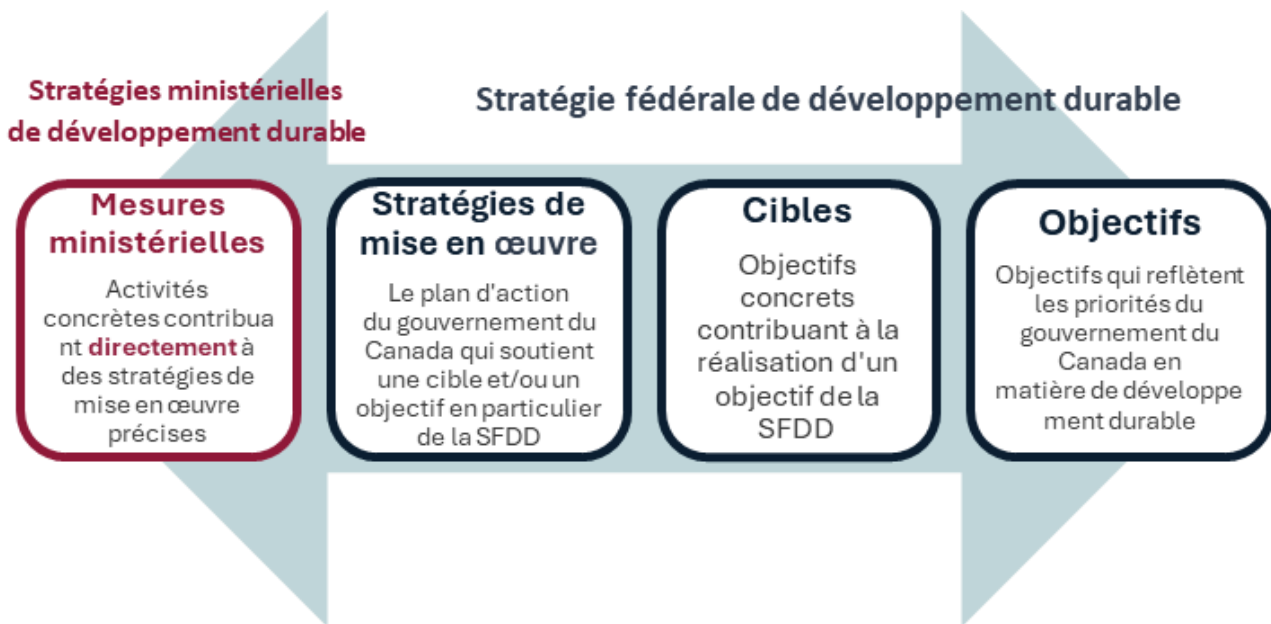 Stratégies ministérielles
de développement durable
Stratégie fédérale de développement durable
Mesures
ministérielles
Activités
concrètes contribua
nt directement à
des stratégies de
mise en œuvre
précises
Stratégies de
mise en œuvre
Le plan d'action
du gouvernement du
Canada qui soutient
une cible et/ou un
objectif en particulier
de la SFDD
Cibles
Objectifs
concrets
contribuant à la
réalisation d'un
objectif de la
SFDD
Objectifs
Objectifs qui reflètent
les priorités du
gouvernement du
Canada en
matière de développe
ment durable